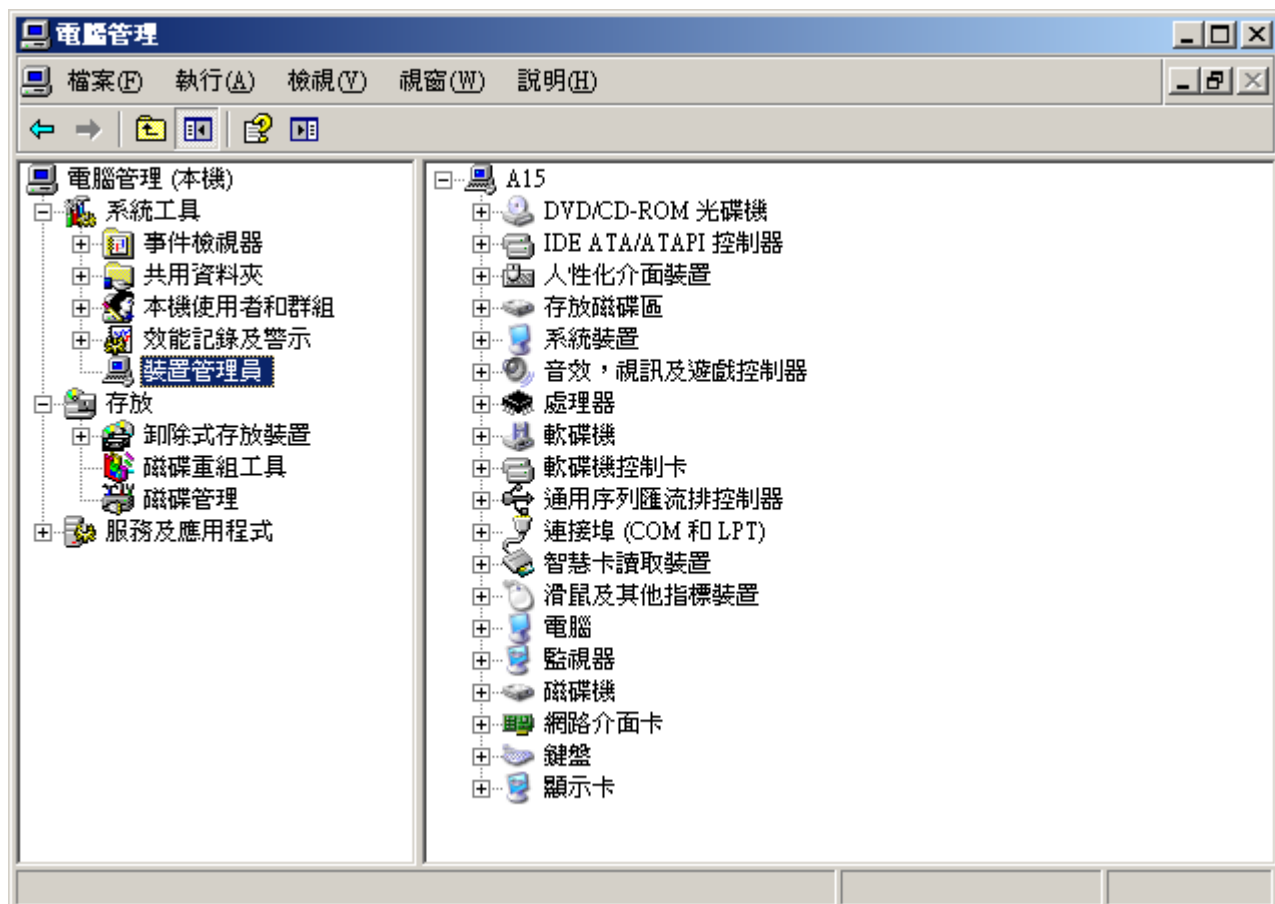 電腦管理
檔案(F) 執行(A) 檢視(V) 視窗(W) 說明(H)
電腦管理 (本機)
系統工具
事件檢視器
共用資料夾
本機使用者和群組
效能記錄及警示
裝置管理員
存放
卸除式存放裝置
磁碟重組工具
磁碟管理
服務及應用程式
A15
DVD/CD-ROM 光碟機
IDE ATA/ATAPI 控制器
人性化介面裝置
存放磁碟區
系統裝置
音效，視訊及遊戲控制器
處理器
軟碟機
軟碟機控制卡
通用序列匯流排控制器
連接埠 (COM 和 LPT)
智慧卡讀取裝置
滑鼠及其他指標裝置
電腦
監視器
磁碟機
網路介面卡
鍵盤
顯示卡